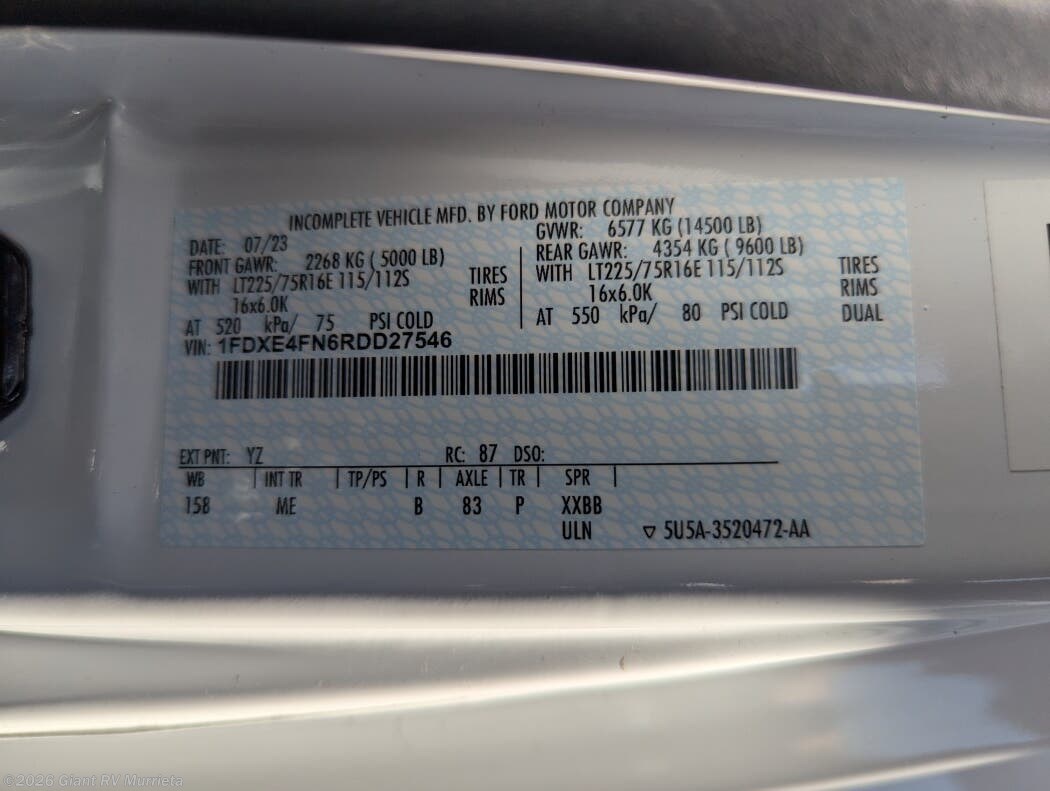 INCOMPLETE VEHICLE MFD. BY FORD MOTOR COMPANY
DATE: 07/23
GVWR: 6577 KG (14500 LB)
FRONT GAWR: 2268 KG ( 5000 LB)
REAR GAWR: 4354 KG ( 9600 LB)
WITH LT225/75R16E 115/112S TIRES
WITH LT225/75R16E 115/112S TIRES
16x6.0K RIMS
16x6.0K RIMS
AT 520 kPa/ 75 PSI COLD
AT 550 kPa/ 80 PSI COLD DUAL
VIN: 1FDXE4FN6RDD27546
EXT PNT: YZ RC: 87 DSO:
WB | INT TR | TP/PS | R | AXLE | TR | SPR |
158 ME B 83 P XXBB
ULN ▽ 5U5A-3520472-AA
©2026 Giant RV Murrieta